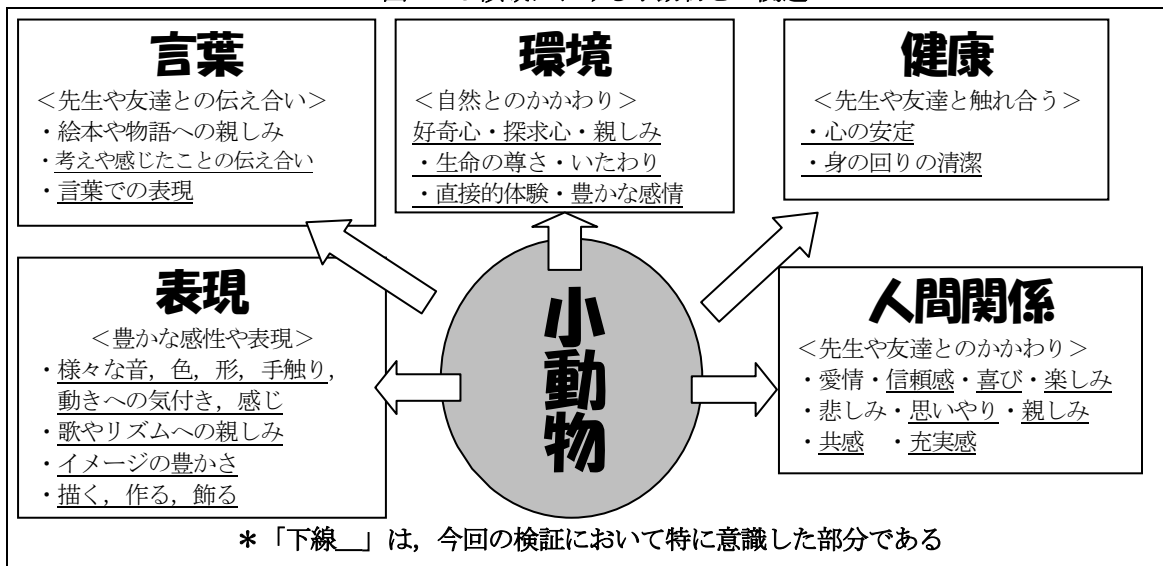 言葉
<先生や友達との伝え合い>
・絵本や物語への親しみ
・考えや感じたことの伝え合い
・言葉での表現
環境
<自然とのかかわり>
好奇心・探求心・親しみ
・生命の尊さ・いたわり
・直接的体験・豊かな感情
健康
<先生や友達と触れ合う>
・心の安定
・身の回りの清潔
表現
<豊かな感性や表現>
・様々な音,色,形,手触り,
動きへの気付き,感じ
・歌やリズムへの親しみ
・イメージの豊かさ
・描く,作る,飾る
小動物
人間関係
<先生や友達とのかかわり>
・愛情・信頼感・喜び・楽しみ
・悲しみ・思いやり・親しみ
・共感 ・充実感
*「下線__」は,今回の検証において特に意識した部分である